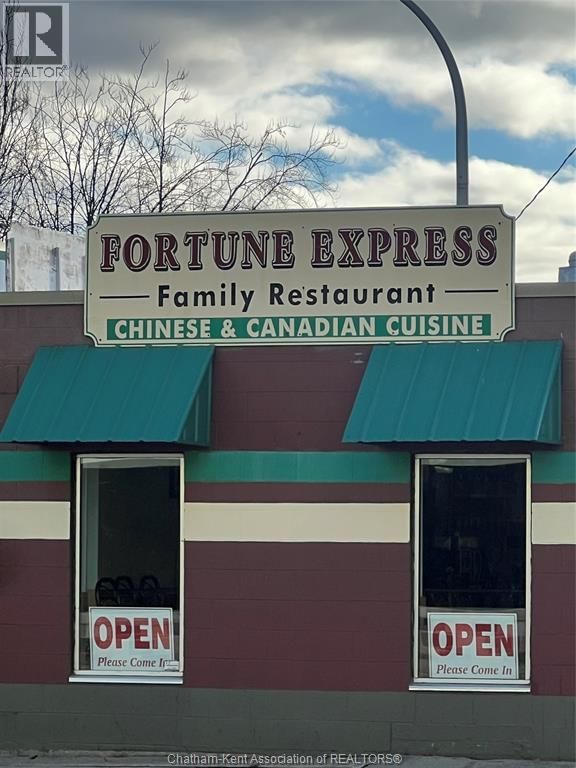 R
REALTOR®
FORTUNE EXPRESS
Family Restaurant
CHINESE & CANADIAN CUISINE
OPEN
Please Come In
OPEN
Please Come In
Chatham-Kent Association of REALTORS®